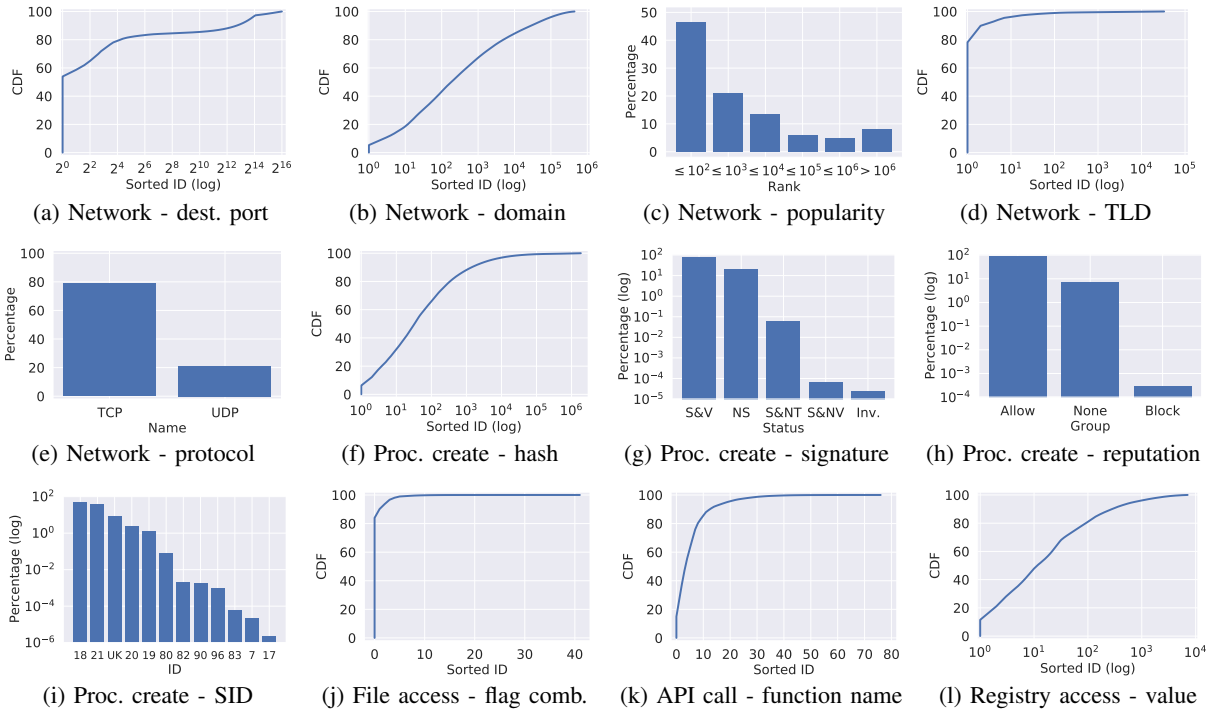 100
80
60
40
20
0
CDF
2^0 2^2 2^4 2^6 2^8 2^10 2^12 2^14 2^16
Sorted ID (log)
(a) Network - dest. port
100
80
60
40
20
0
CDF
10^0 10^1 10^2 10^3 10^4 10^5 10^6
Sorted ID (log)
(b) Network - domain
50
40
30
20
10
0
Percentage
≤ 10^2 ≤ 10^3 ≤ 10^4 ≤ 10^5 ≤ 10^6 > 10^6
Rank
(c) Network - popularity
100
80
60
40
20
0
CDF
10^0 10^1 10^2 10^3 10^4 10^5
Sorted ID (log)
(d) Network - TLD
100
80
60
40
20
0
Percentage
TCP UDP
Name
(e) Network - protocol
100
80
60
40
20
0
CDF
10^0 10^1 10^2 10^3 10^4 10^5 10^6
Sorted ID (log)
(f) Proc. create - hash
10^2
10^1
10^0
10^−1
10^−2
10^−3
10^−4
10^−5
Percentage (log)
S&V NS S&NT S&NV Inv.
Status
(g) Proc. create - signature
10^2
10^1
10^0
10^−1
10^−2
10^−3
10^−4
Percentage (log)
Allow None Block
Group
(h) Proc. create - reputation
10^2
10^0
10^−2
10^−4
10^−6
Percentage (log)
18 21 UK 20 19 80 82 90 96 83 7 17
ID
(i) Proc. create - SID
100
80
60
40
20
0
CDF
0 10 20 30 40
Sorted ID
(j) File access - flag comb.
100
80
60
40
20
0
CDF
0 10 20 30 40 50 60 70 80
Sorted ID
(k) API call - function name
100
80
60
40
20
0
CDF
10^0 10^1 10^2 10^3 10^4
Sorted ID (log)
(l) Registry access - value